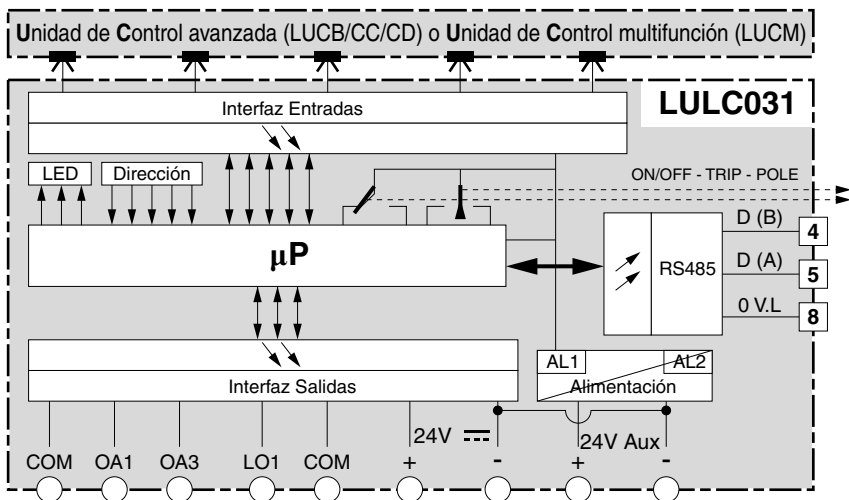 Unidad de Control avanzada (LUCB/CC/CD) o Unidad de Control multifunción (LUCM)
LULC031
Interfaz Entradas
LED
Dirección
ON/OFF - TRIP - POLE
µP
RS485
D (B)
4
D (A)
5
0 V.L
8
Interfaz Salidas
AL1
AL2
Alimentación
24V
24V Aux
COM
OA1
OA3
LO1
COM
+
-
+
-